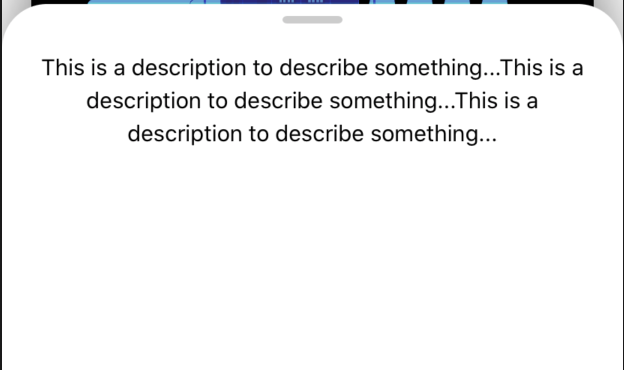 This is a description to describe something...This is a
description to describe something...This is a
description to describe something...